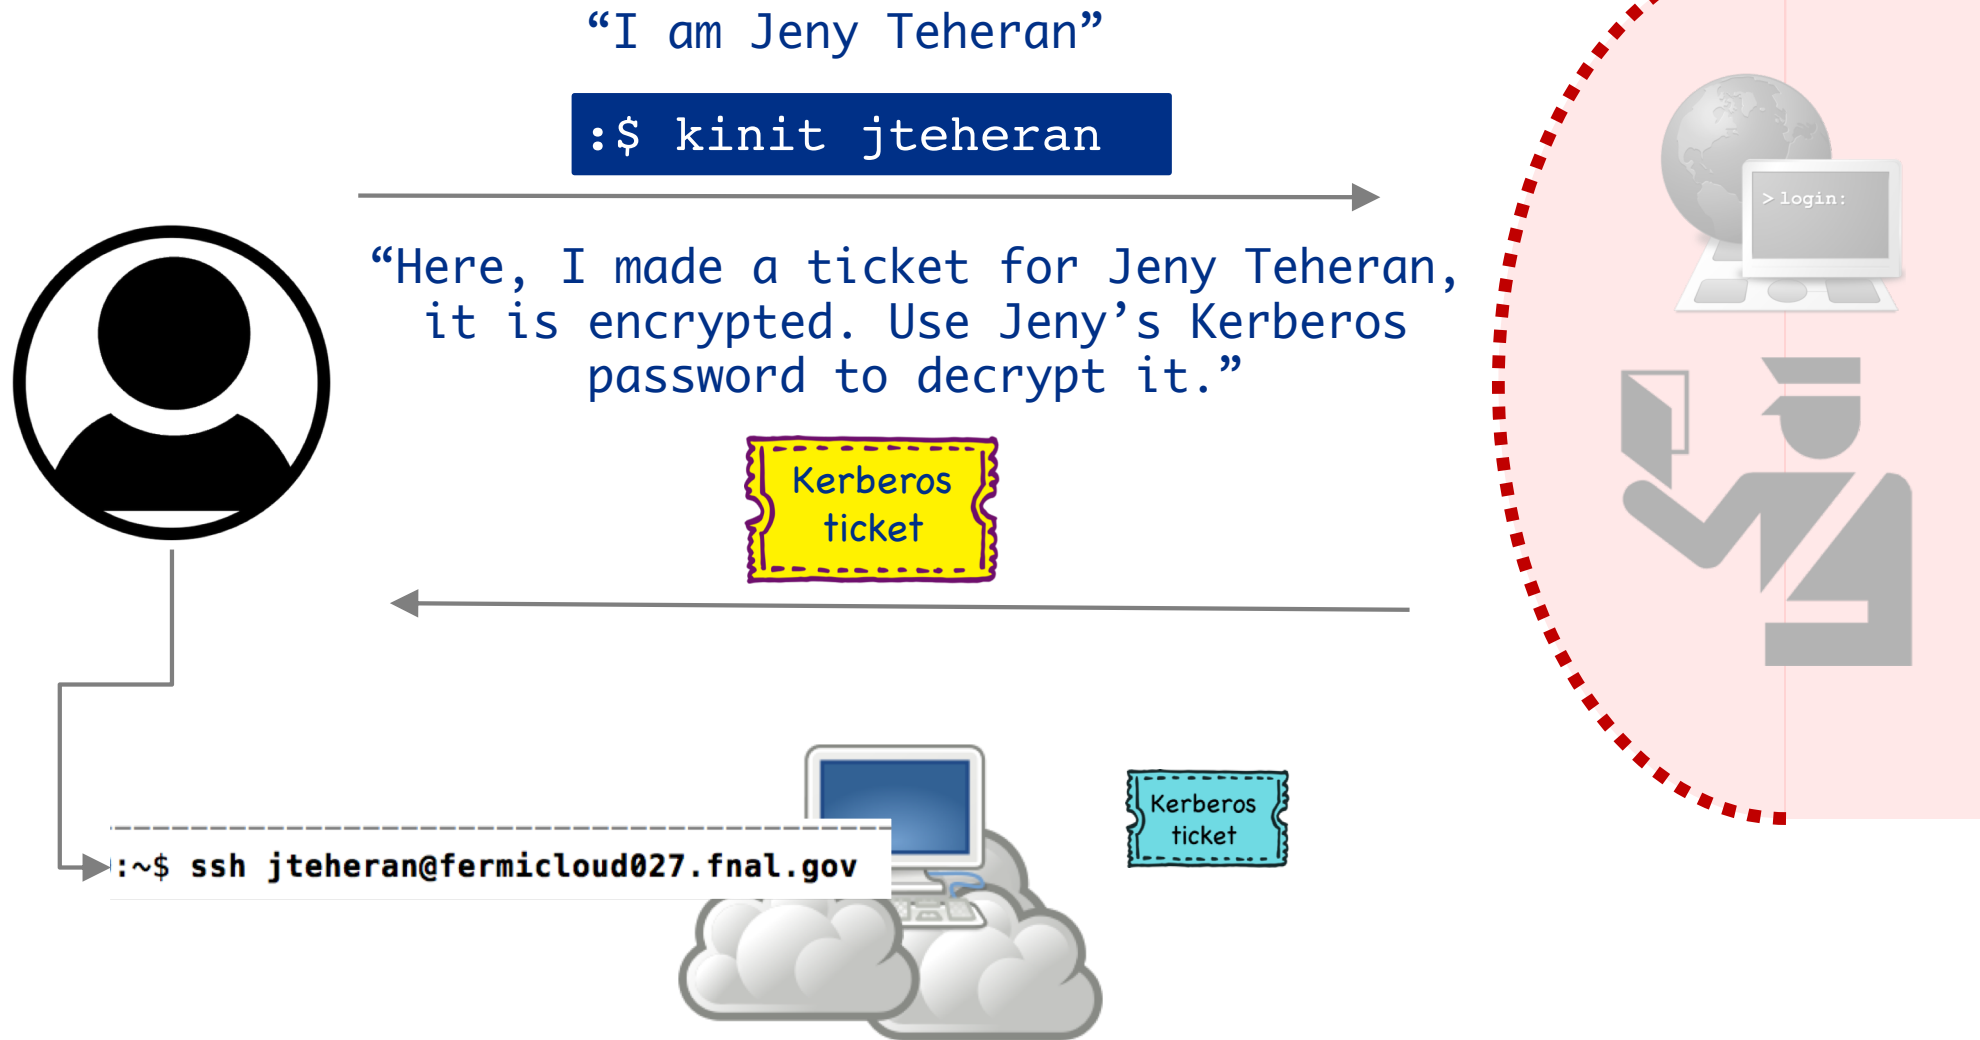 “I am Jeny Teheran”
:$ kinit jteheran
> login:
“Here, I made a ticket for Jeny Teheran,
it is encrypted. Use Jeny’s Kerberos
password to decrypt it.”
Kerberos
ticket
Kerberos
ticket
:~$ ssh jteheran@fermicloud027.fnal.gov